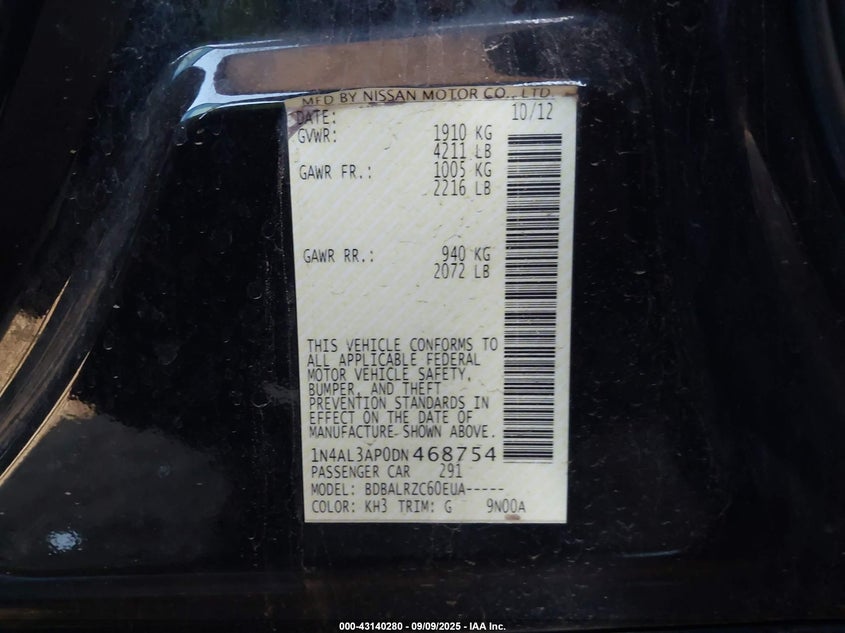 MFD BY NISSAN MOTOR CO., LTD.
DATE: 10/12
GVWR: 1910 KG
4211 LB
GAWR FR.: 1005 KG
2216 LB
GAWR RR.: 940 KG
2072 LB
THIS VEHICLE CONFORMS TO
ALL APPLICABLE FEDERAL
MOTOR VEHICLE SAFETY,
BUMPER, AND THEFT
PREVENTION STANDARDS IN
EFFECT ON THE DATE OF
MANUFACTURE SHOWN ABOVE.
1N4AL3AP0DN468754
PASSENGER CAR 291
MODEL: BDBALRZC60EUA-----
COLOR: KH3 TRIM: G 9N00A
000-43140280 - 09/09/2025 - IAA Inc.